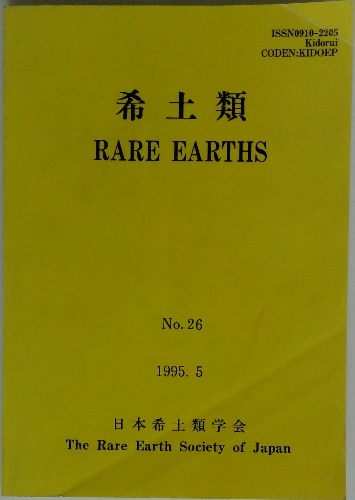 ISSN0910-2205
Kidorui
CODEN:KIDOEP
希土類
RARE EARTHS
No. 26
1995. 5
日本希土類学会
The Rare Earth Society of Japan